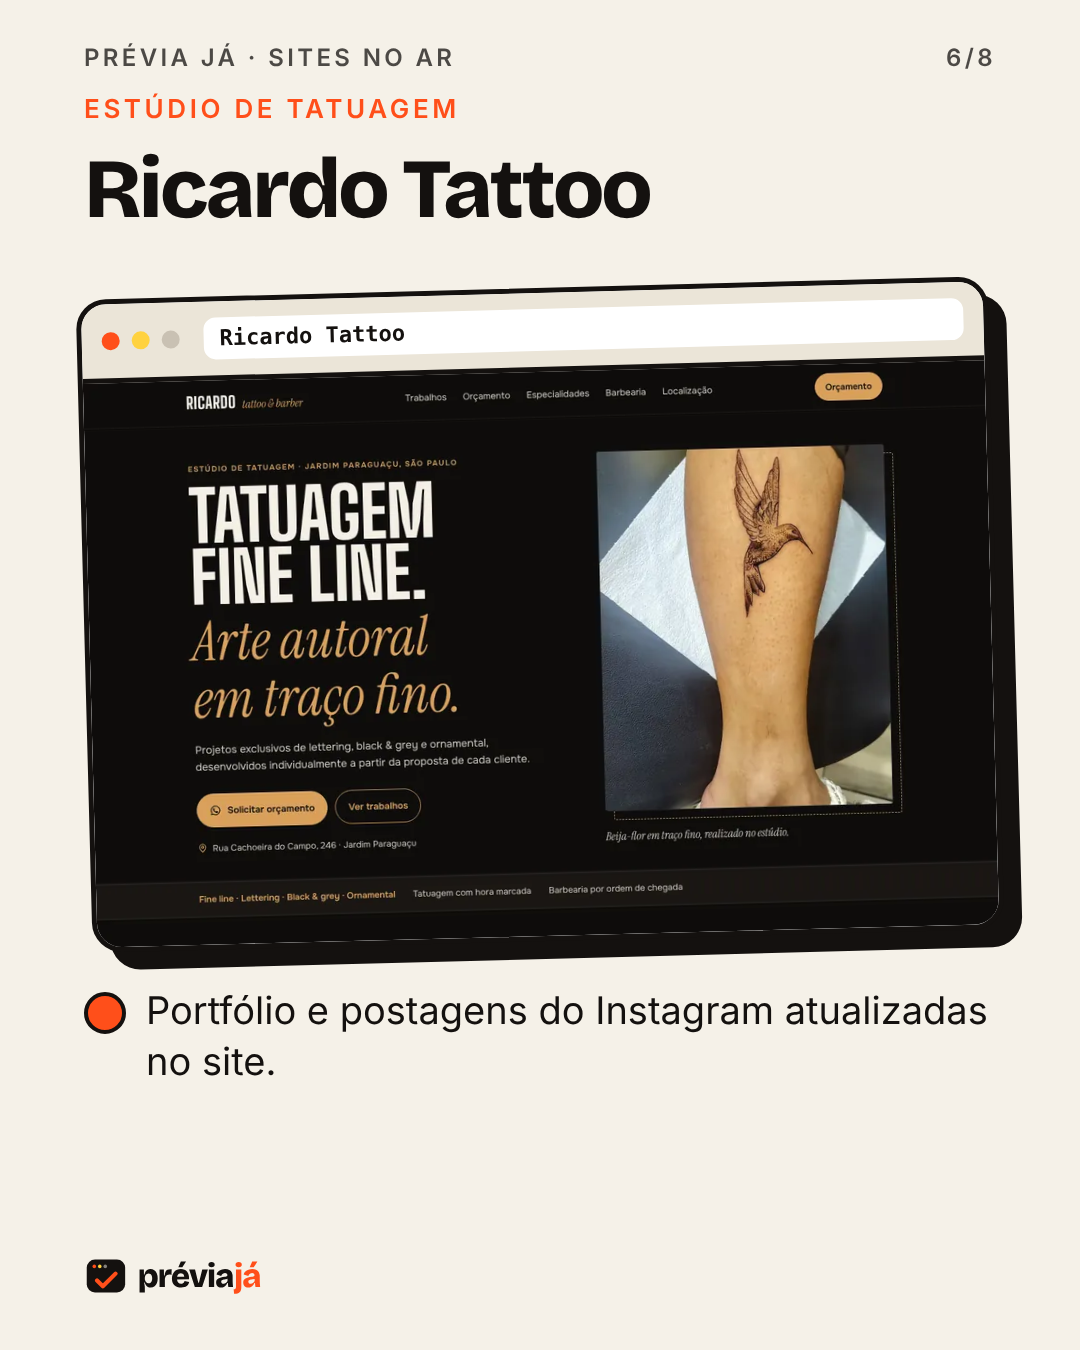 PRÉVIA JÁ · SITES NO AR
6/8
ESTÚDIO DE TATUAGEM
Ricardo Tattoo
Ricardo Tattoo
RICARDO tattoo & barber
Trabalhos Orçamento Especialidades Barbearia Localização
Orçamento
ESTÚDIO DE TATUAGEM · JARDIM PARAGUAÇU, SÃO PAULO
TATUAGEM
FINE LINE.
Arte autoral
em traço fino.
Projetos exclusivos de lettering, black & grey e ornamental,
desenvolvidos individualmente a partir da proposta de cada cliente.
Solicitar orçamento
Ver trabalhos
Rua Cachoeira do Campo, 246 · Jardim Paraguaçu
Beija-flor em traço fino, realizado no estúdio.
Fine line · Lettering · Black & grey · Ornamental
Tatuagem com hora marcada
Barbearia por ordem de chegada
Portfólio e postagens do Instagram atualizadas
no site.
préviajá